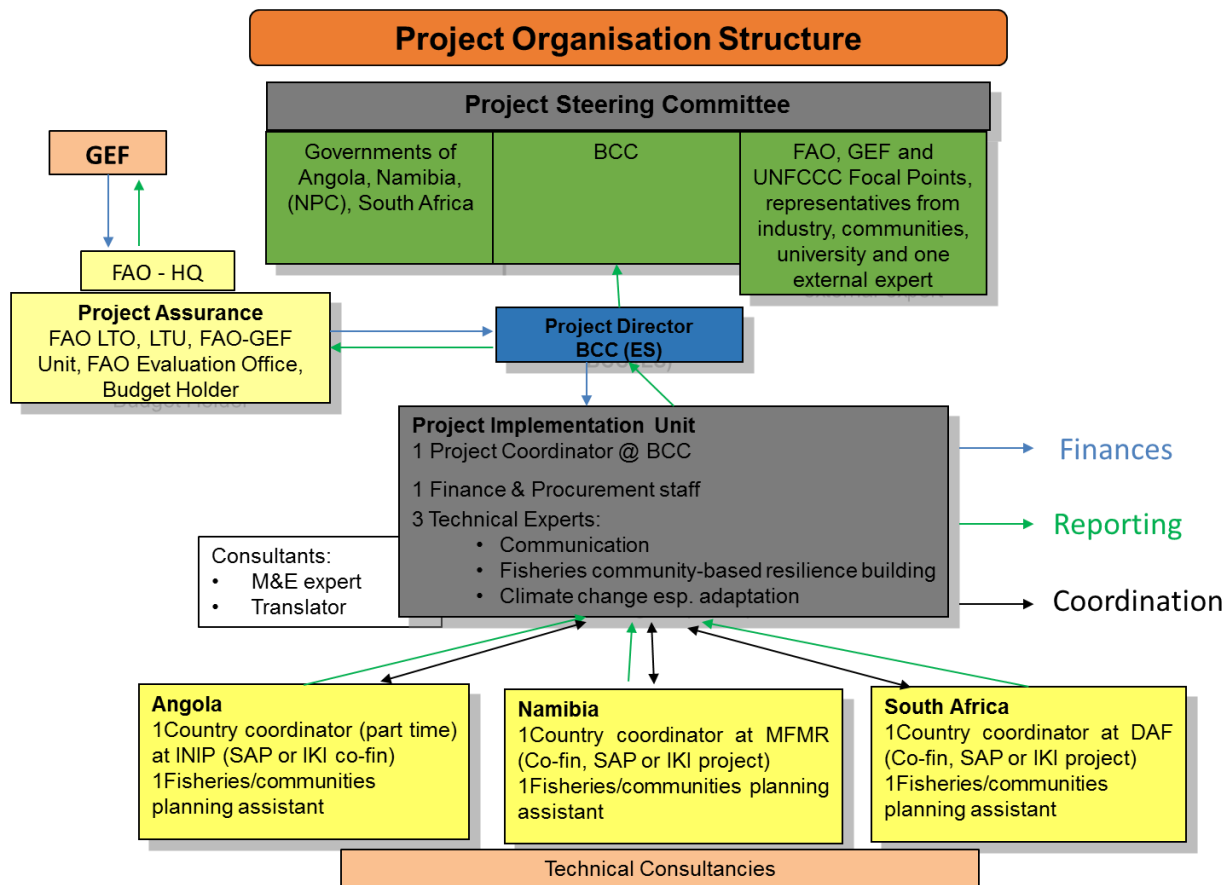 Project Organisation Structure
Project Steering Committee
Governments of
Angola, Namibia,
(NPC), South Africa
BCC
FAO, GEF and
UNFCCC Focal Points,
representatives from
industry, communities,
university and one
external expert
GEF
FAO - HQ
Project Assurance
FAO LTO, LTU, FAO-GEF
Unit, FAO Evaluation Office,
Budget Holder
Project Director
BCC (ES)
Project Implementation Unit
1 Project Coordinator @ BCC
1 Finance & Procurement staff
3 Technical Experts:
• Communication
• Fisheries community-based resilience building
• Climate change esp. adaptation
Finances
Reporting
Coordination
Consultants:
• M&E expert
• Translator
Angola
1Country coordinator (part time)
at INIP (SAP or IKI co-fin)
1Fisheries/communities
planning assistant
Namibia
1Country coordinator at MFMR
(Co-fin, SAP or IKI project)
1Fisheries/communities planning
assistant
South Africa
1Country coordinator at DAF
(Co-fin, SAP or IKI project)
1Fisheries/communities
planning assistant
Technical Consultancies